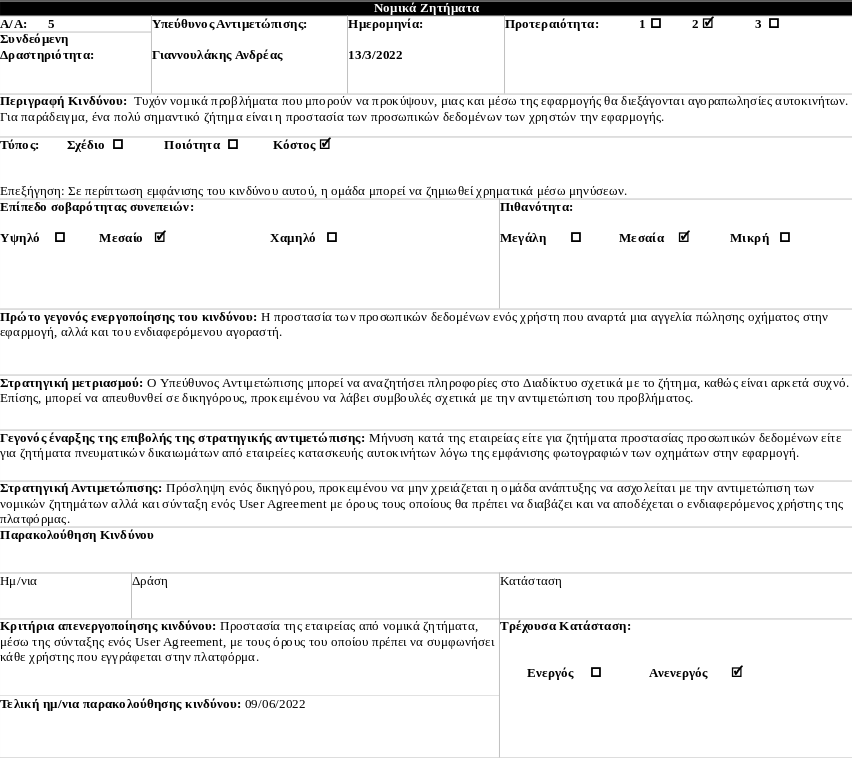 Νομικά Ζητήματα
Α/Α: 5 Υπεύθυνος Αντιμετώπισης: Ημερομηνία: Προτεραιότητα: 1 ☐ 2 ☑ 3 ☐
Συνδεόμενη
Δραστηριότητα: Γιαννουλάκης Ανδρέας 13/3/2022
Περιγραφή Κινδύνου: Τυχόν νομικά προβλήματα που μπορούν να προκύψουν, μιας και μέσω της εφαρμογής θα διεξάγονται αγοραπωλησίες αυτοκινήτων.
Για παράδειγμα, ένα πολύ σημαντικό ζήτημα είναι η προστασία των προσωπικών δεδομένων των χρηστών την εφαρμογής.
Τύπος: Σχέδιο ☐ Ποιότητα ☐ Κόστος ☑
Επεξήγηση: Σε περίπτωση εμφάνισης του κινδύνου αυτού, η ομάδα μπορεί να ζημιωθεί χρηματικά μέσω μηνύσεων.
Επίπεδο σοβαρότητας συνεπειών: Πιθανότητα:
Υψηλό ☐ Μεσαίο ☑ Χαμηλό ☐ Μεγάλη ☐ Μεσαία ☑ Μικρή ☐
Πρώτο γεγονός ενεργοποίησης του κινδύνου: Η προστασία των προσωπικών δεδομένων ενός χρήστη που αναρτά μια αγγελία πώλησης οχήματος στην
εφαρμογή, αλλά και του ενδιαφερόμενου αγοραστή.
Στρατηγική μετριασμού: Ο Υπεύθυνος Αντιμετώπισης μπορεί να αναζητήσει πληροφορίες στο Διαδίκτυο σχετικά με το ζήτημα, καθώς είναι αρκετά συχνό.
Επίσης, μπορεί να απευθυνθεί σε δικηγόρους, προκειμένου να λάβει συμβουλές σχετικά με την αντιμετώπιση του προβλήματος.
Γεγονός έναρξης της επιβολής της στρατηγικής αντιμετώπισης: Μήνυση κατά της εταιρείας είτε για ζητήματα προστασίας προσωπικών δεδομένων είτε
για ζητήματα πνευματικών δικαιωμάτων από εταιρείες κατασκευής αυτοκινήτων λόγω της εμφάνισης φωτογραφιών των οχημάτων στην εφαρμογή.
Στρατηγική Αντιμετώπισης: Πρόσληψη ενός δικηγόρου, προκειμένου να μην χρειάζεται η ομάδα ανάπτυξης να ασχολείται με την αντιμετώπιση των
νομικών ζητημάτων αλλά και σύνταξη ενός User Agreement με όρους τους οποίους θα πρέπει να διαβάζει και να αποδέχεται ο ενδιαφερόμενος χρήστης της
πλατφόρμας.
Παρακολούθηση Κινδύνου
Ημ/νια Δράση Κατάσταση
Κριτήρια απενεργοποίησης κινδύνου: Προστασία της εταιρείας από νομικά ζητήματα, Τρέχουσα Κατάσταση:
μέσω της σύνταξης ενός User Agreement, με τους όρους του οποίου πρέπει να συμφωνήσει
κάθε χρήστης που εγγράφεται στην πλατφόρμα.
Ενεργός ☐ Ανενεργός ☑
Τελική ημ/νια παρακολούθησης κινδύνου: 09/06/2022